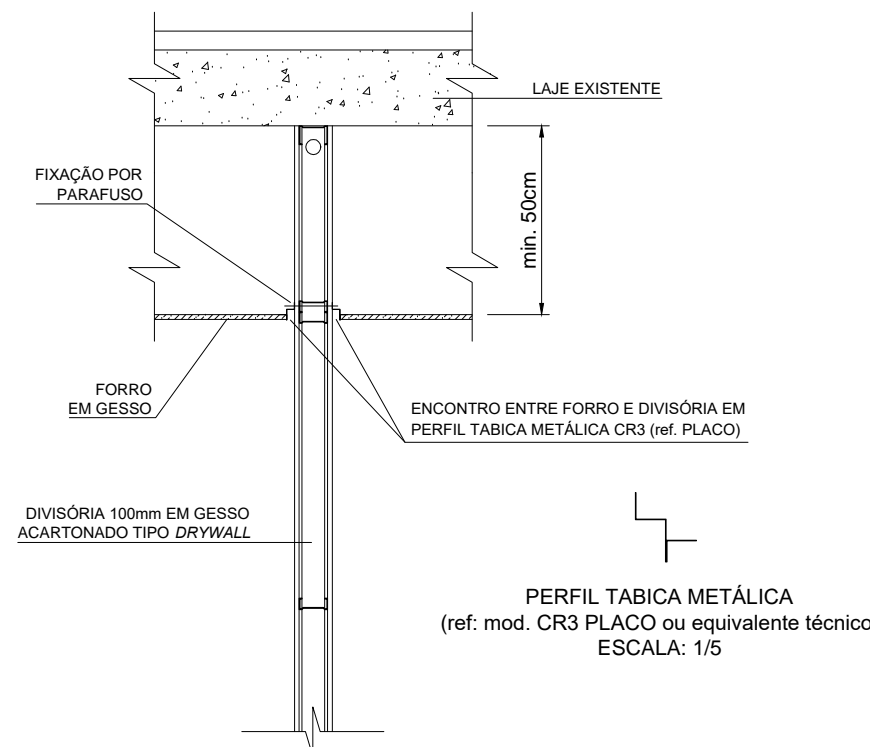 LAJE EXISTENTE
FIXAÇÃO POR
PARAFUSO
min. 50cm
FORRO
EM GESSO
ENCONTRO ENTRE FORRO E DIVISÓRIA EM
PERFIL TABICA METÁLICA CR3 (ref. PLACO)
DIVISÓRIA 100mm EM GESSO
ACARTONADO TIPO DRYWALL
PERFIL TABICA METÁLICA
(ref: mod. CR3 PLACO ou equivalente técnico
ESCALA: 1/5